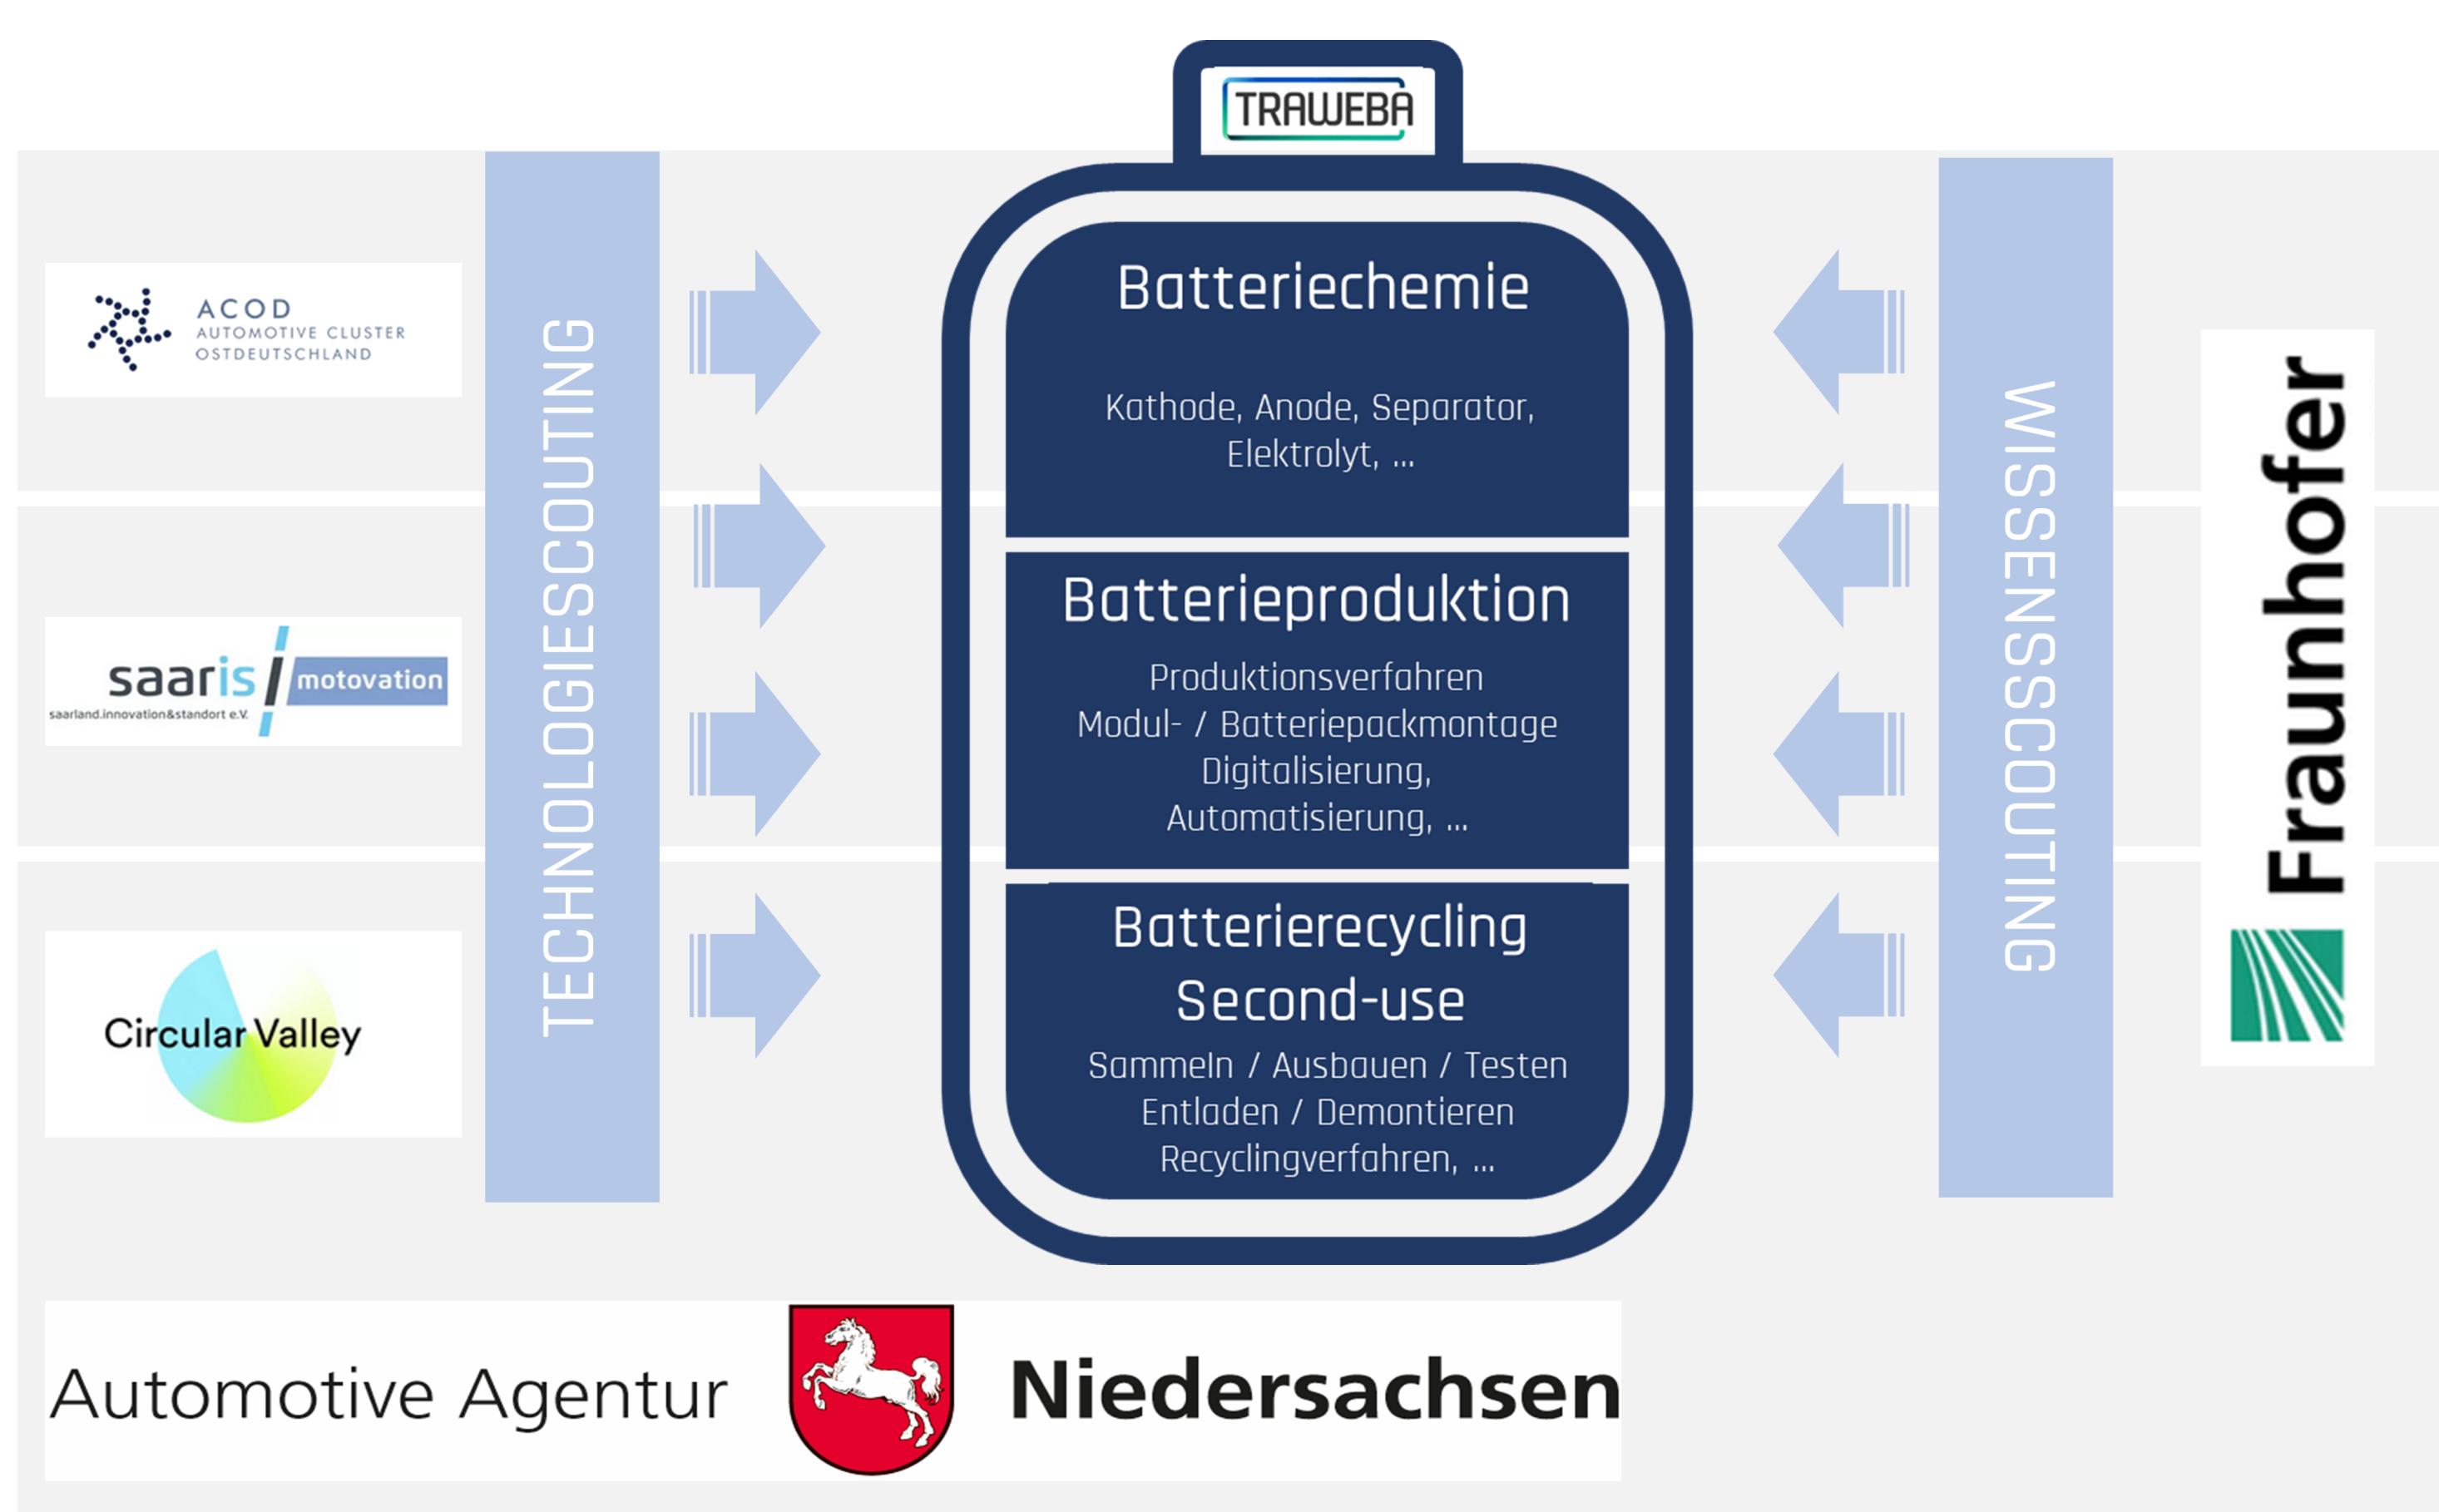 TRAWEBA
ACOD
AUTOMOTIVE CLUSTER
OSTDEUTSCHLAND
saaris
motovation
saarland.innovation&standort e.V.
Circular Valley
TECHNOLOGIESCOUTING
Batteriechemie
Kathode, Anode, Separator,
Elektrolyt, ...
Batterieproduktion
Produktionsverfahren
Modul- / Batteriepackmontage
Digitalisierung,
Automatisierung, ...
Batterierecycling
Second-use
Sammeln / Ausbauen / Testen
Entladen / Demontieren
Recyclingverfahren, ...
WISSENSSCOUTING
Fraunhofer
Automotive Agentur Niedersachsen